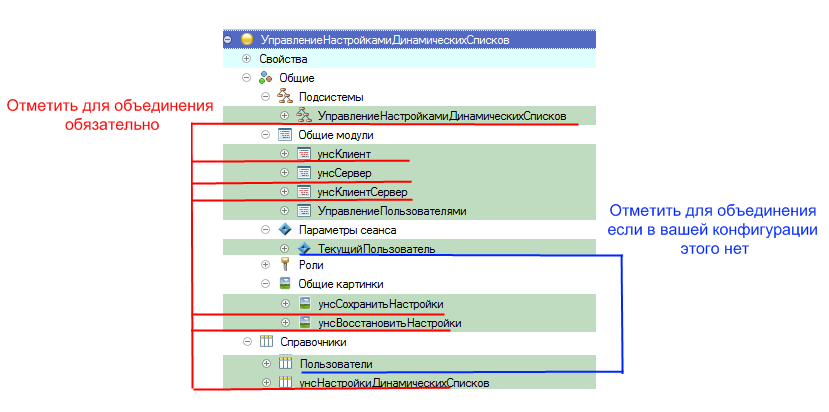 УправлениеНастройкамиДинамическихСписков
Свойства
Общие
Подсистемы
Отметить для объединения
обязательно
УправлениеНастройкамиДинамическихСписков
Общие модули
унсКлиент
унсСервер
унсКлиентСервер
УправлениеПользователями
Отметить для объединения
если в вашей конфигурации
этого нет
Параметры сеанса
ТекущийПользователь
Роли
Общие картинки
унсСохранитьНастройки
унсВосстановитьНастройки
Справочники
Пользователи
унсНастройкиДинамическихСписков